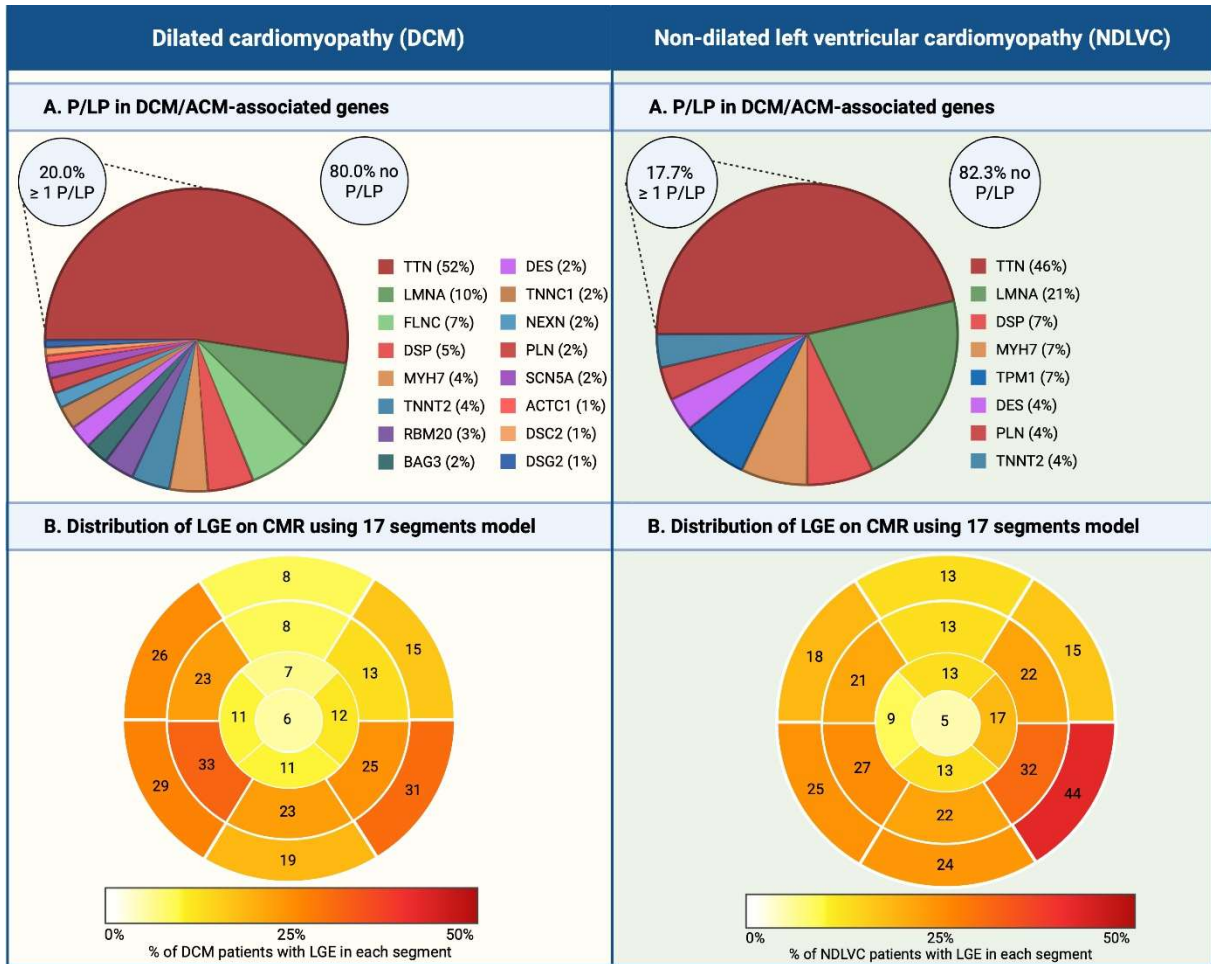 Dilated cardiomyopathy (DCM)
A. P/LP in DCM/ACM-associated genes
20.0%
≥ 1 P/LP
80.0% no
P/LP
TTN (52%)
LMNA (10%)
FLNC (7%)
DSP (5%)
MYH7 (4%)
TNNT2 (4%)
RBM20 (3%)
BAG3 (2%)
DES (2%)
TNNC1 (2%)
NEXN (2%)
PLN (2%)
SCN5A (2%)
ACTC1 (1%)
DSC2 (1%)
DSG2 (1%)
B. Distribution of LGE on CMR using 17 segments model
8
8
26
15
23
13
7
11
6
12
33
25
29
31
11
23
19
0%
25%
50%
% of DCM patients with LGE in each segment
Non-dilated left ventricular cardiomyopathy (NDLVC)
A. P/LP in DCM/ACM-associated genes
17.7%
≥ 1 P/LP
82.3% no
P/LP
TTN (46%)
LMNA (21%)
DSP (7%)
MYH7 (7%)
TPM1 (7%)
DES (4%)
PLN (4%)
TNNT2 (4%)
B. Distribution of LGE on CMR using 17 segments model
13
13
18
15
21
22
13
9
5
17
27
32
25
44
13
22
24
0%
25%
50%
% of NDLVC patients with LGE in each segment